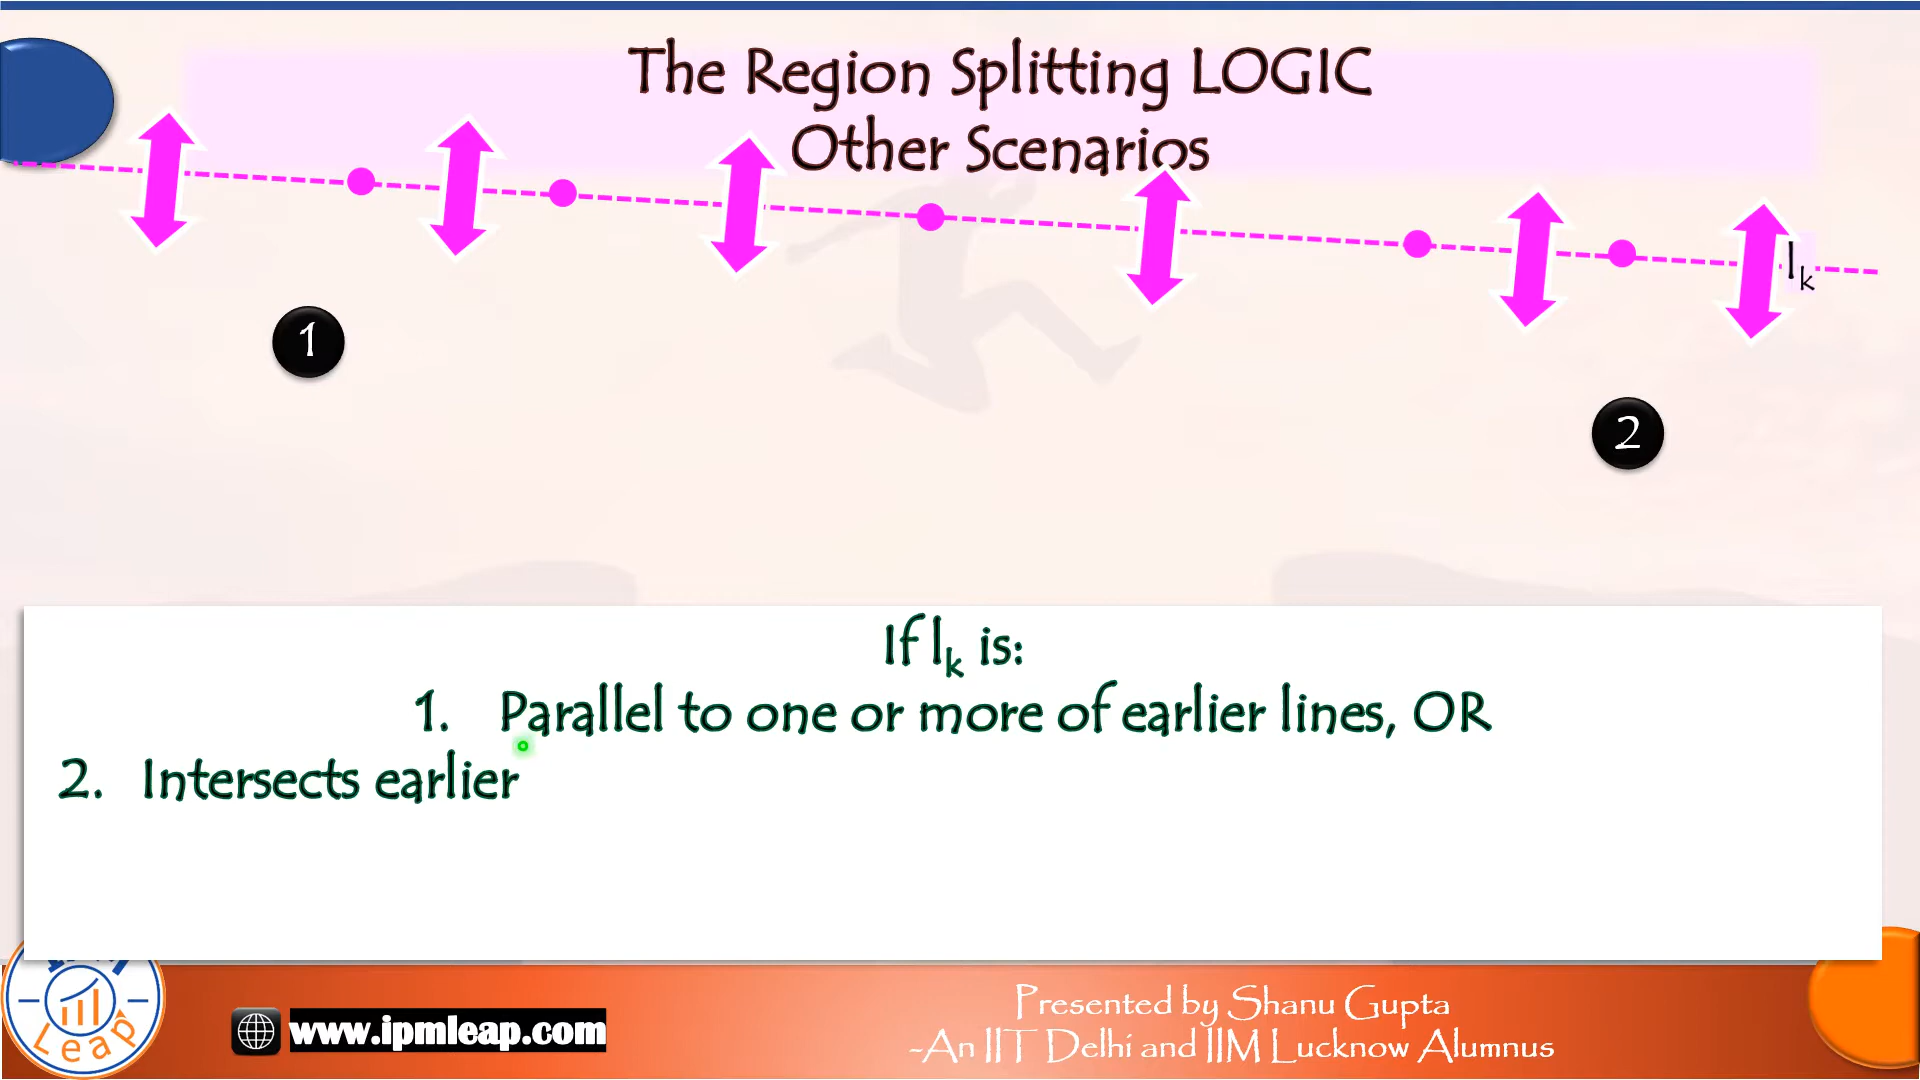 The Region Splitting LOGIC
Other Scenarios
lk
1
2
If lk is:
1. Parallel to one or more of earlier lines, OR
2. Intersects earlier
Leap
www.ipmleap.com
Presented by Shanu Gupta
-An IIT Delhi and IIM Lucknow Alumnus